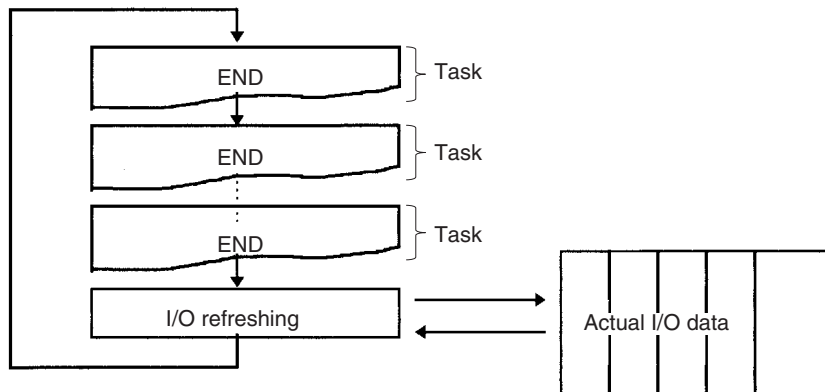 END
Task
END
Task
END
Task
I/O refreshing
Actual I/O data